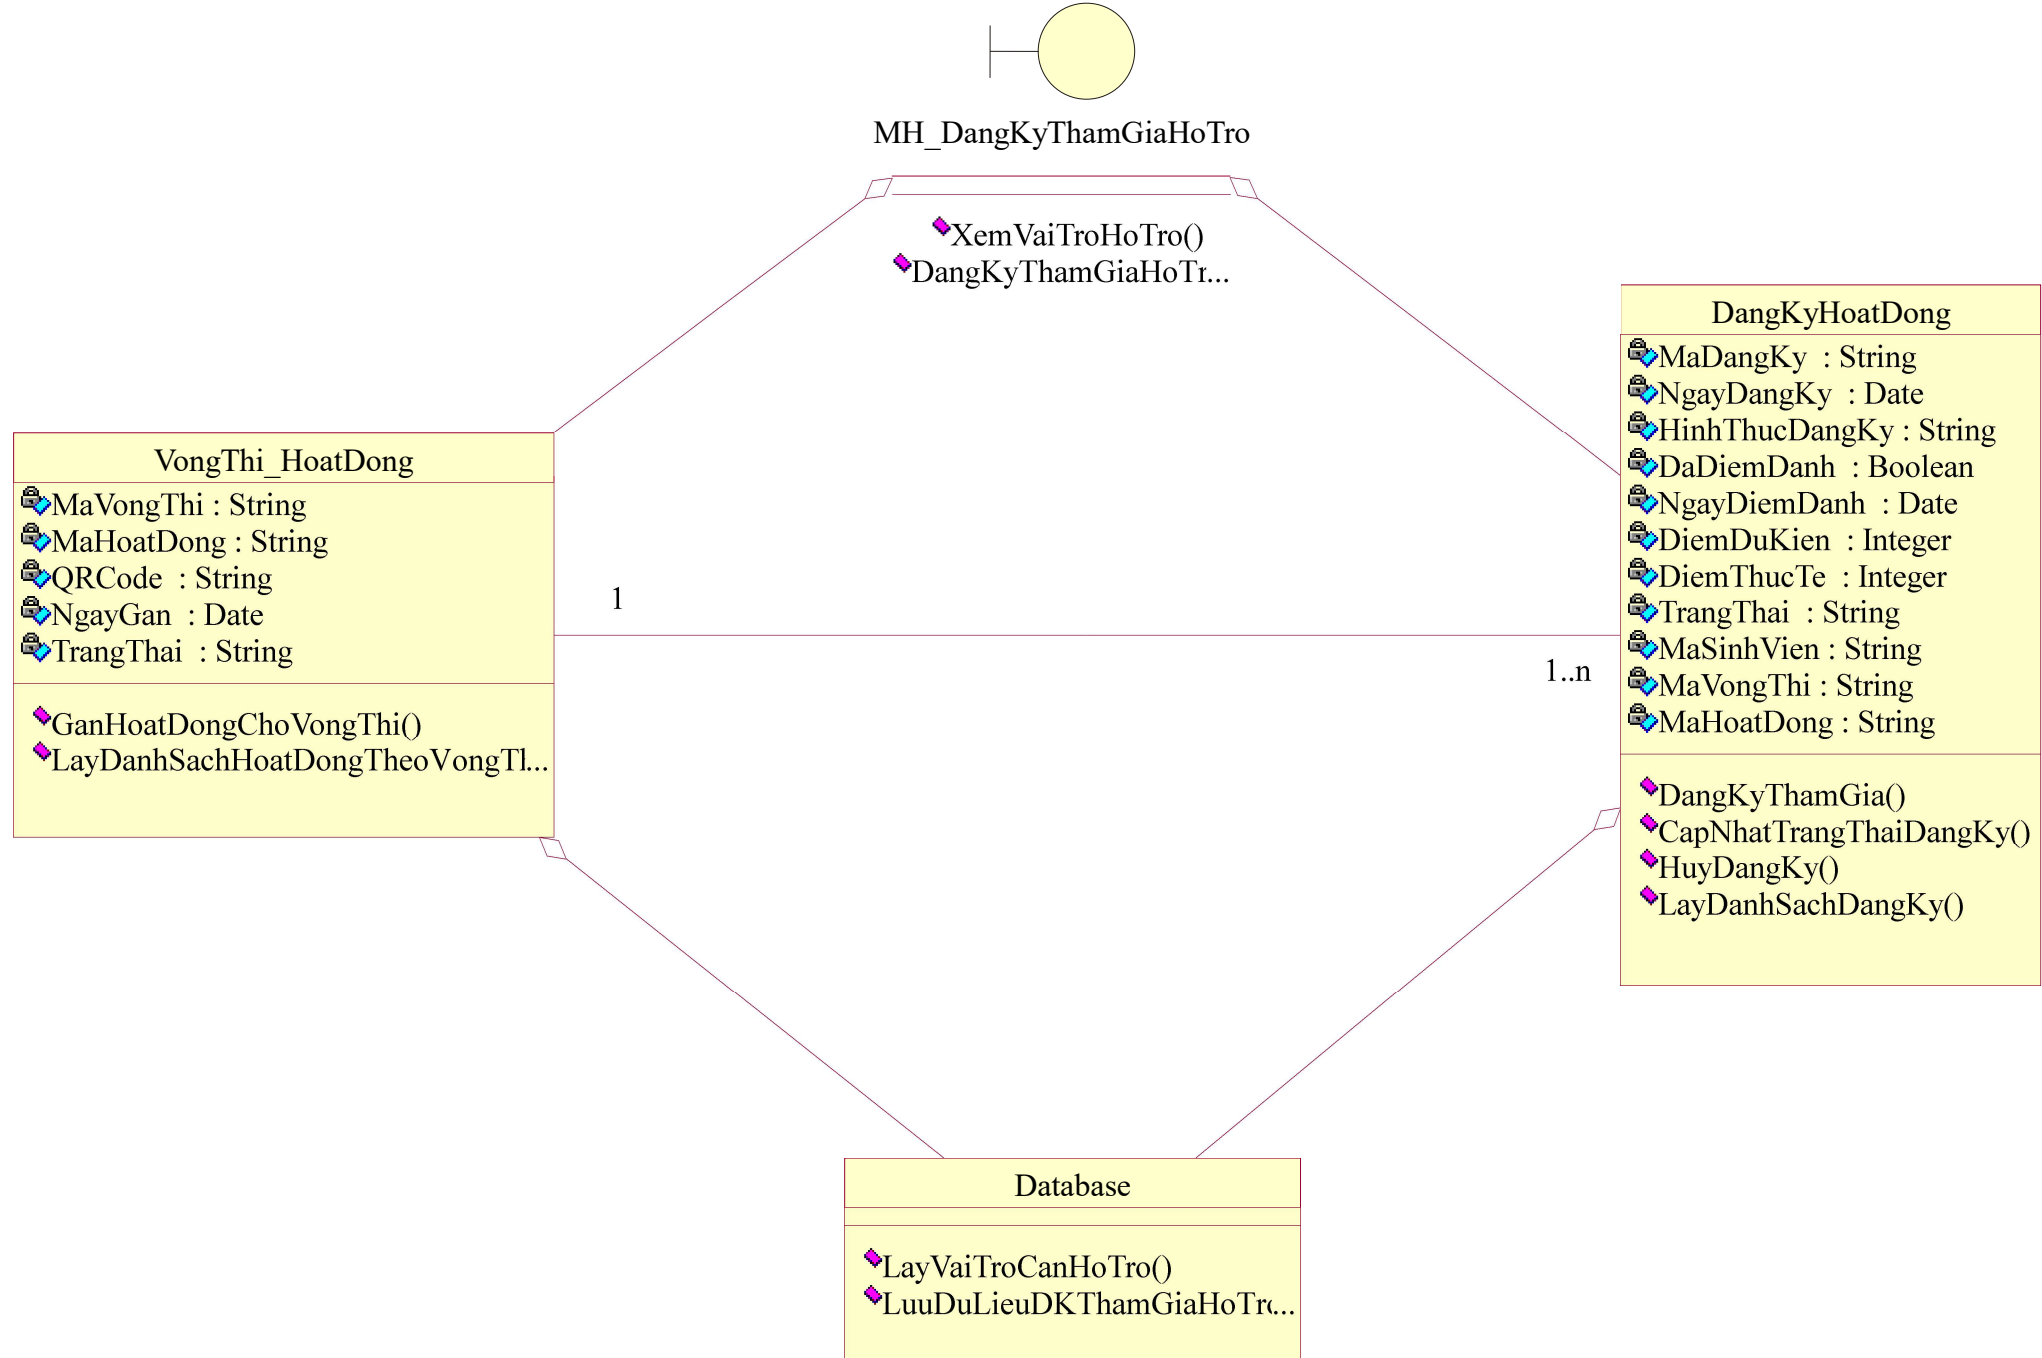 MH_DangKyThamGiaHoTro
XemVaiTroHoTro()
DangKyThamGiaHoTr...
VongThi_HoatDong
MaVongThi : String
MaHoatDong : String
QRCode : String
NgayGan : Date
TrangThai : String
GanHoatDongChoVongThi()
LayDanhSachHoatDongTheoVongTh...
1
1..n
DangKyHoatDong
MaDangKy : String
NgayDangKy : Date
HinhThucDangKy : String
DaDiemDanh : Boolean
NgayDiemDanh : Date
DiemDuKien : Integer
DiemThucTe : Integer
TrangThai : String
MaSinhVien : String
MaVongThi : String
MaHoatDong : String
DangKyThamGia()
CapNhatTrangThaiDangKy()
HuyDangKy()
LayDanhSachDangKy()
Database
LayVaiTroCanHoTro()
LuuDuLieuDKThamGiaHoTro...